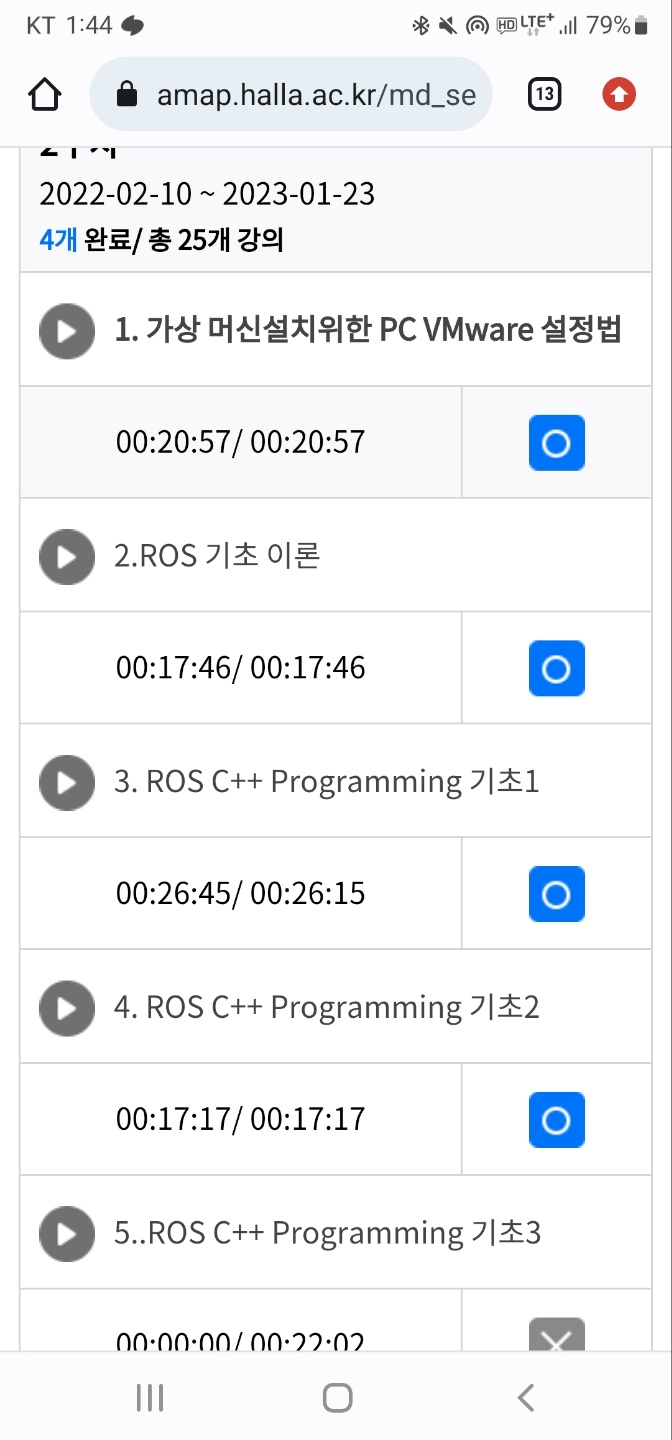 KT 1:44
HD LTE+ 79%
amap.halla.ac.kr/md_se
13
2022-02-10 ~ 2023-01-23
4개 완료/ 총 25개 강의
1. 가상 머신설치위한 PC VMware 설정법
00:20:57/ 00:20:57
2.ROS 기초 이론
00:17:46/ 00:17:46
3. ROS C++ Programming 기초1
00:26:45/ 00:26:15
4. ROS C++ Programming 기초2
00:17:17/ 00:17:17
5..ROS C++ Programming 기초3
00:00:00/ 00:22:02